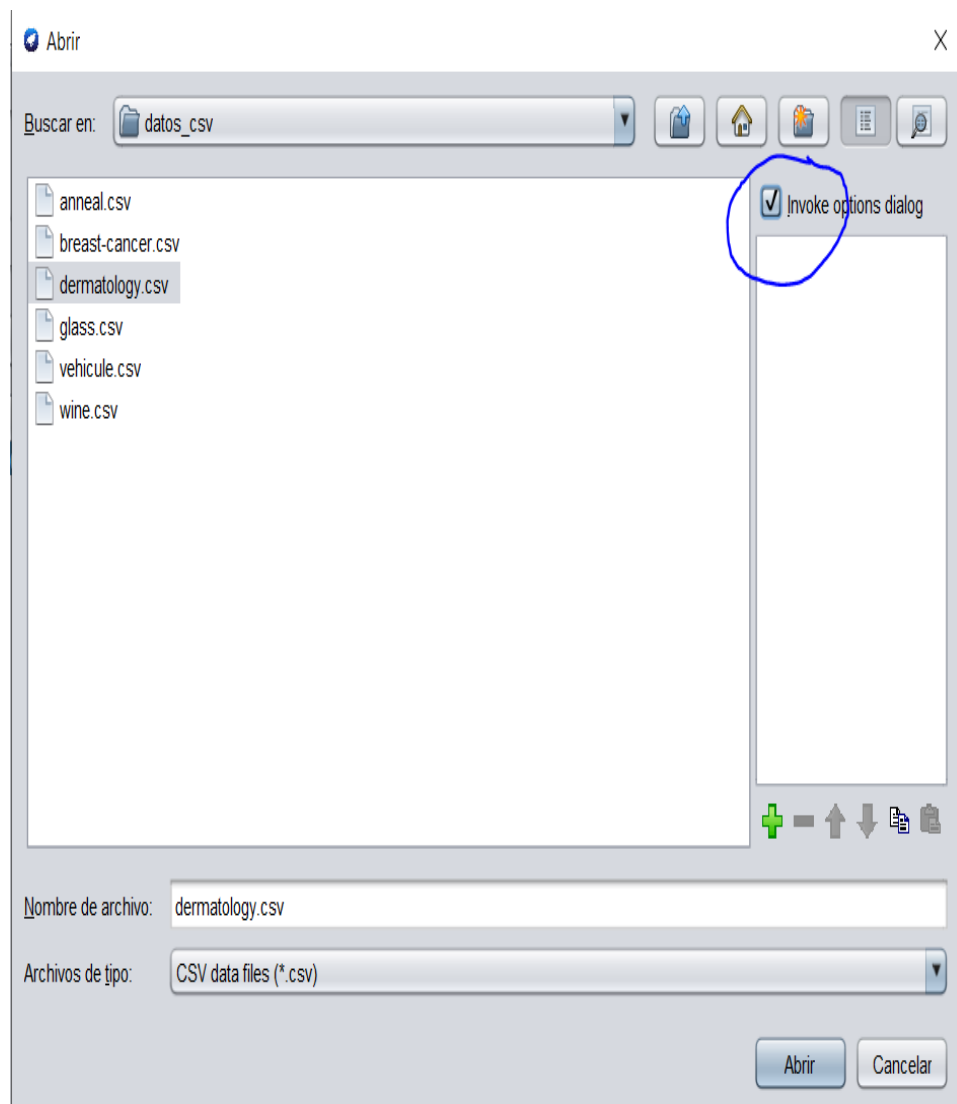 Abrir
Buscar en: datos_csv
anneal.csv
breast-cancer.csv
dermatology.csv
glass.csv
vehicule.csv
wine.csv
Invoke options dialog
Nombre de archivo: dermatology.csv
Archivos de tipo: CSV data files (*.csv)
Abrir Cancelar